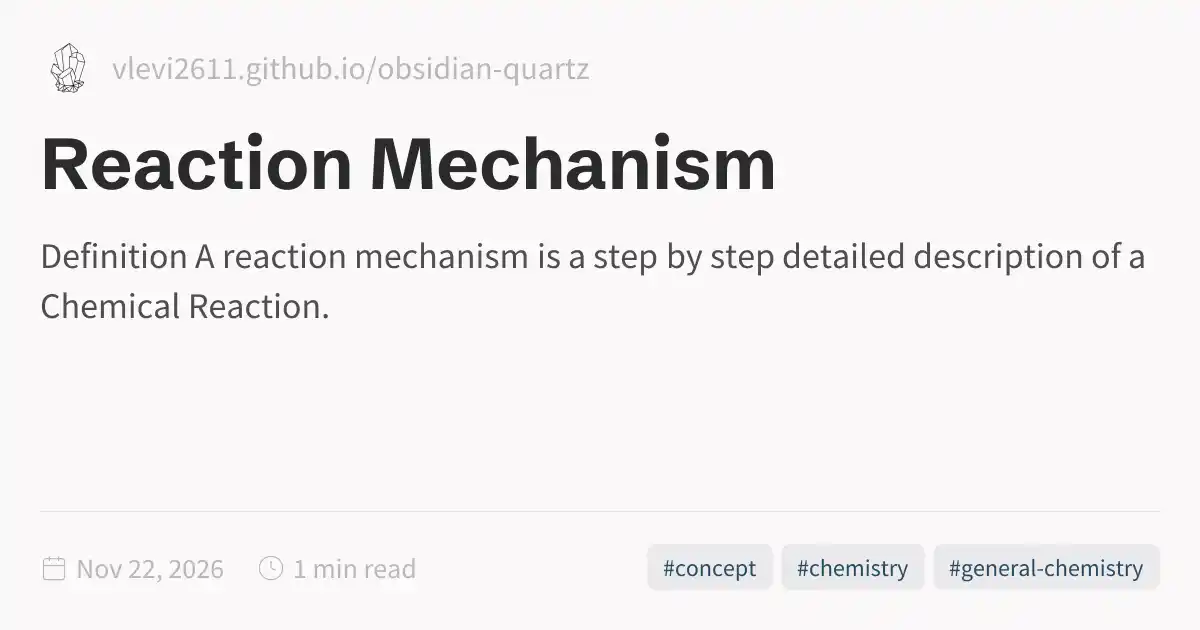 vlevi2611.github.io/obsidian-quartz
Reaction Mechanism
Definition A reaction mechanism is a step by step detailed description of a
Chemical Reaction.
Nov 22, 2026 1 min read #concept #chemistry #general-chemistry